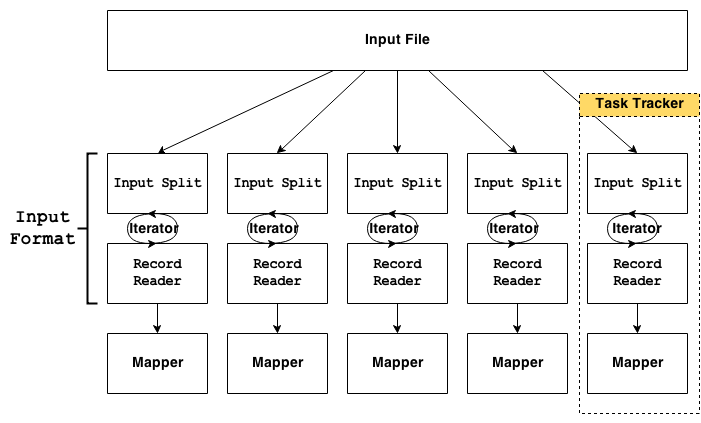 Input File
Task Tracker
Input Split
Input Split
Input Split
Input Split
Input Split
Input
Format
Iterator
Iterator
Iterator
Iterator
Iterator
Record
Reader
Record
Reader
Record
Reader
Record
Reader
Record
Reader
Mapper
Mapper
Mapper
Mapper
Mapper